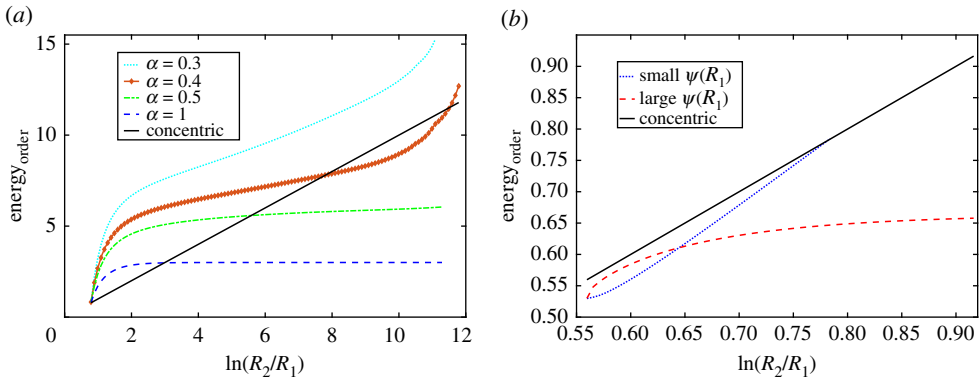 (a)
15
10
5
0
energy_order
α = 0.3
α = 0.4
α = 0.5
α = 1
concentric
2 4 6 8 10 12
ln(R₂/R₁)
(b)
0.90
0.85
0.80
0.75
0.70
0.65
0.60
0.55
0.50
energy_order
small ψ(R₁)
large ψ(R₁)
concentric
0.55 0.60 0.65 0.70 0.75 0.80 0.85 0.90
ln(R₂/R₁)